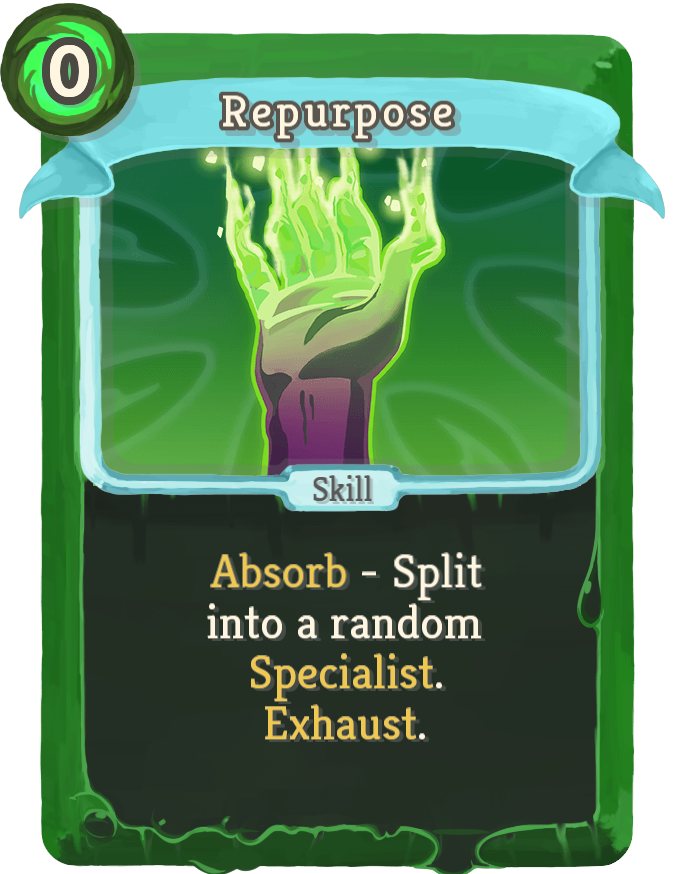 0
Repurpose
Skill
Absorb - Split
into a random
Specialist.
Exhaust.